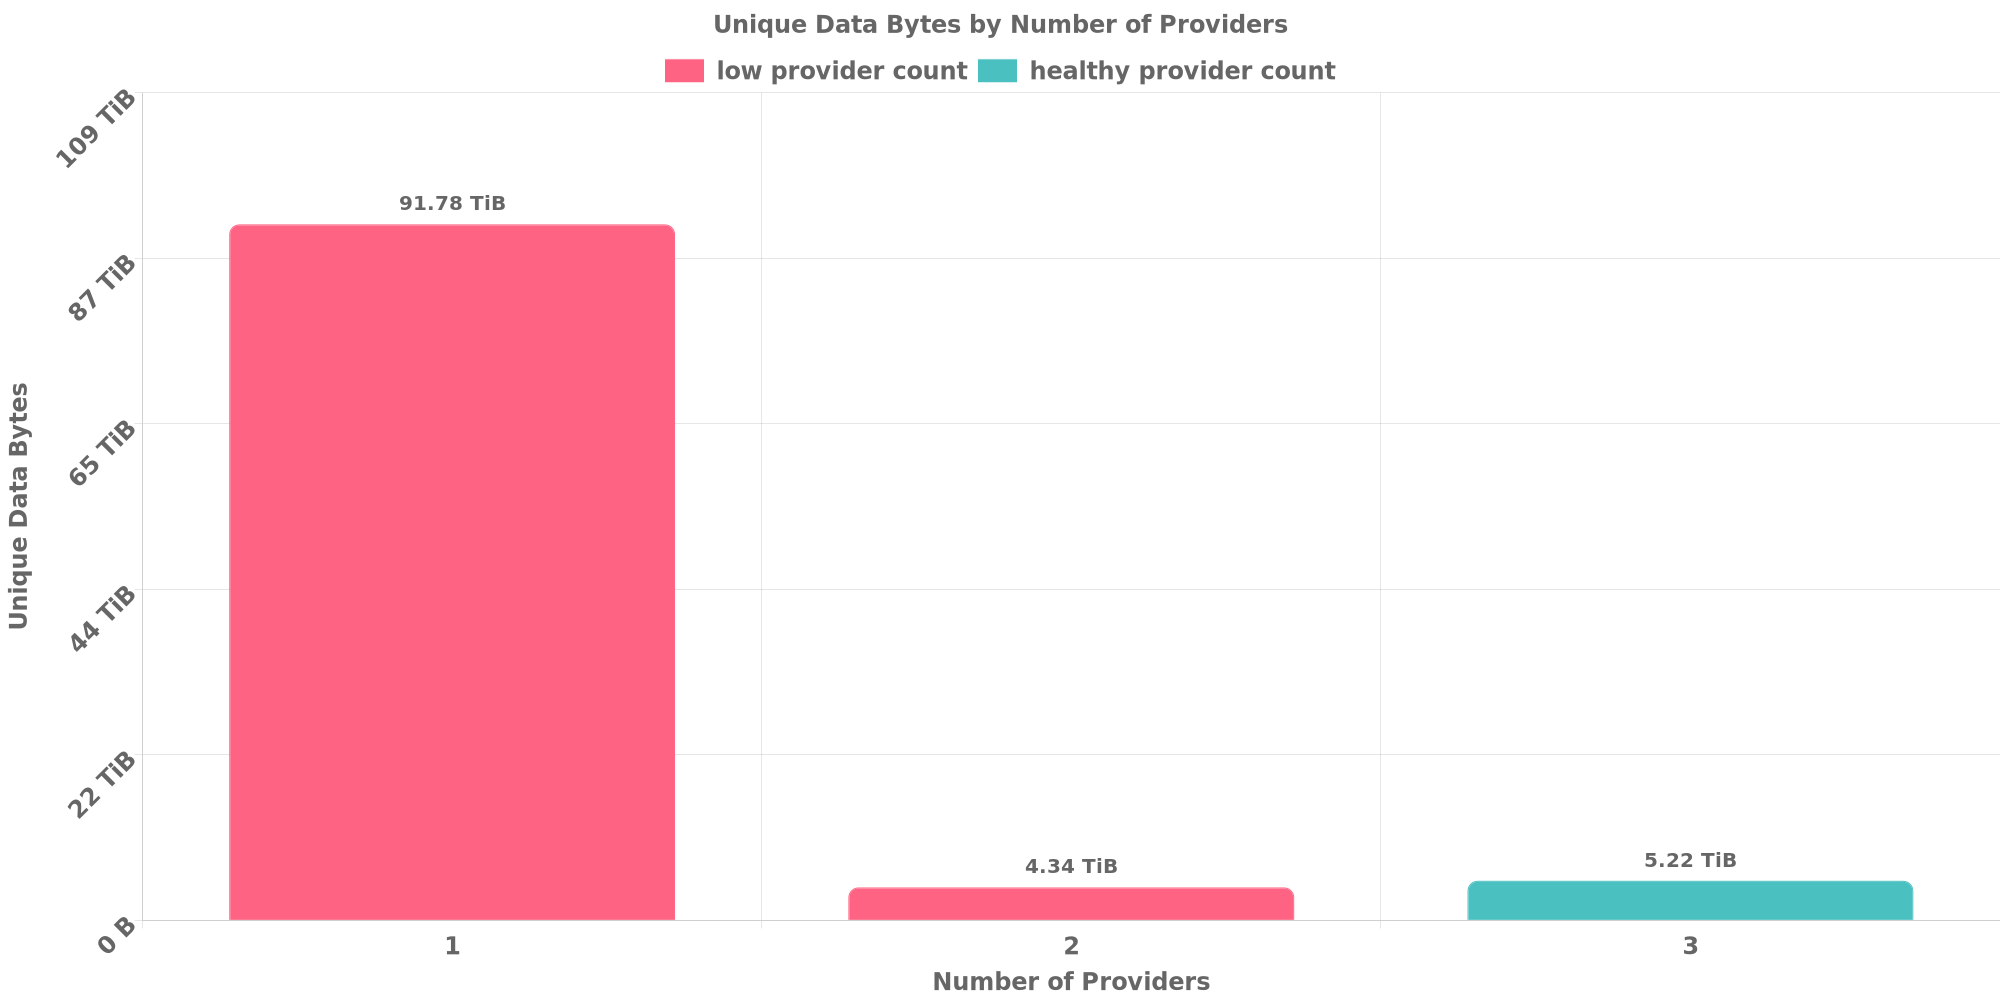 Unique Data Bytes by Number of Providers
low provider count healthy provider count
109 TiB
87 TiB
65 TiB
44 TiB
22 TiB
0 B
Unique Data Bytes
91.78 TiB
4.34 TiB
5.22 TiB
1 2 3
Number of Providers